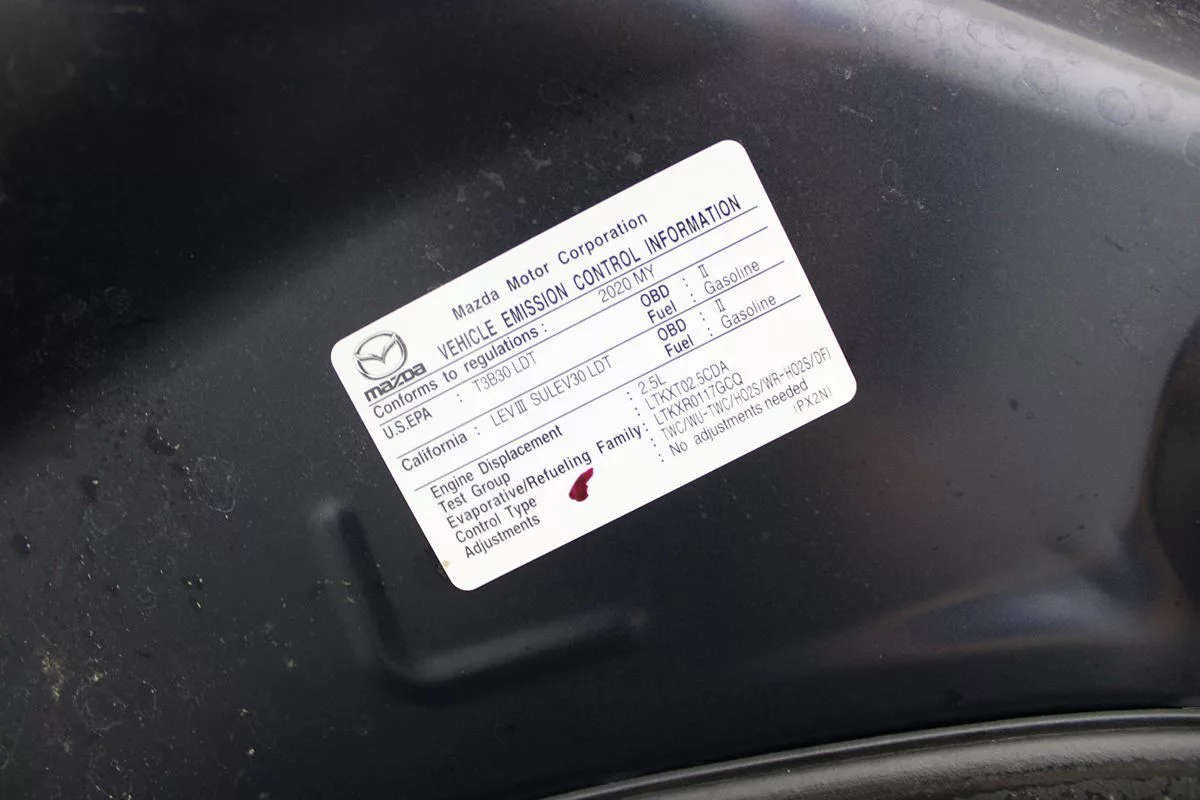 Mazda Motor Corporation
mazda VEHICLE EMISSION CONTROL INFORMATION
Conforms to regulations : 2020 MY
U.S.EPA : T3B30 LDT OBD : II
Fuel : Gasoline
California : LEVIII SULEV30 LDT OBD : II
Fuel : Gasoline
Engine Displacement : 2.5L
Test Group : LTKXT02.5CDA
Evaporative/Refueling Family : LTKXR0117GCQ
Control Type : TWC/WU-TWC/HO2S/WR-HO2S/DFI
Adjustments : No adjustments needed
(PX2N)